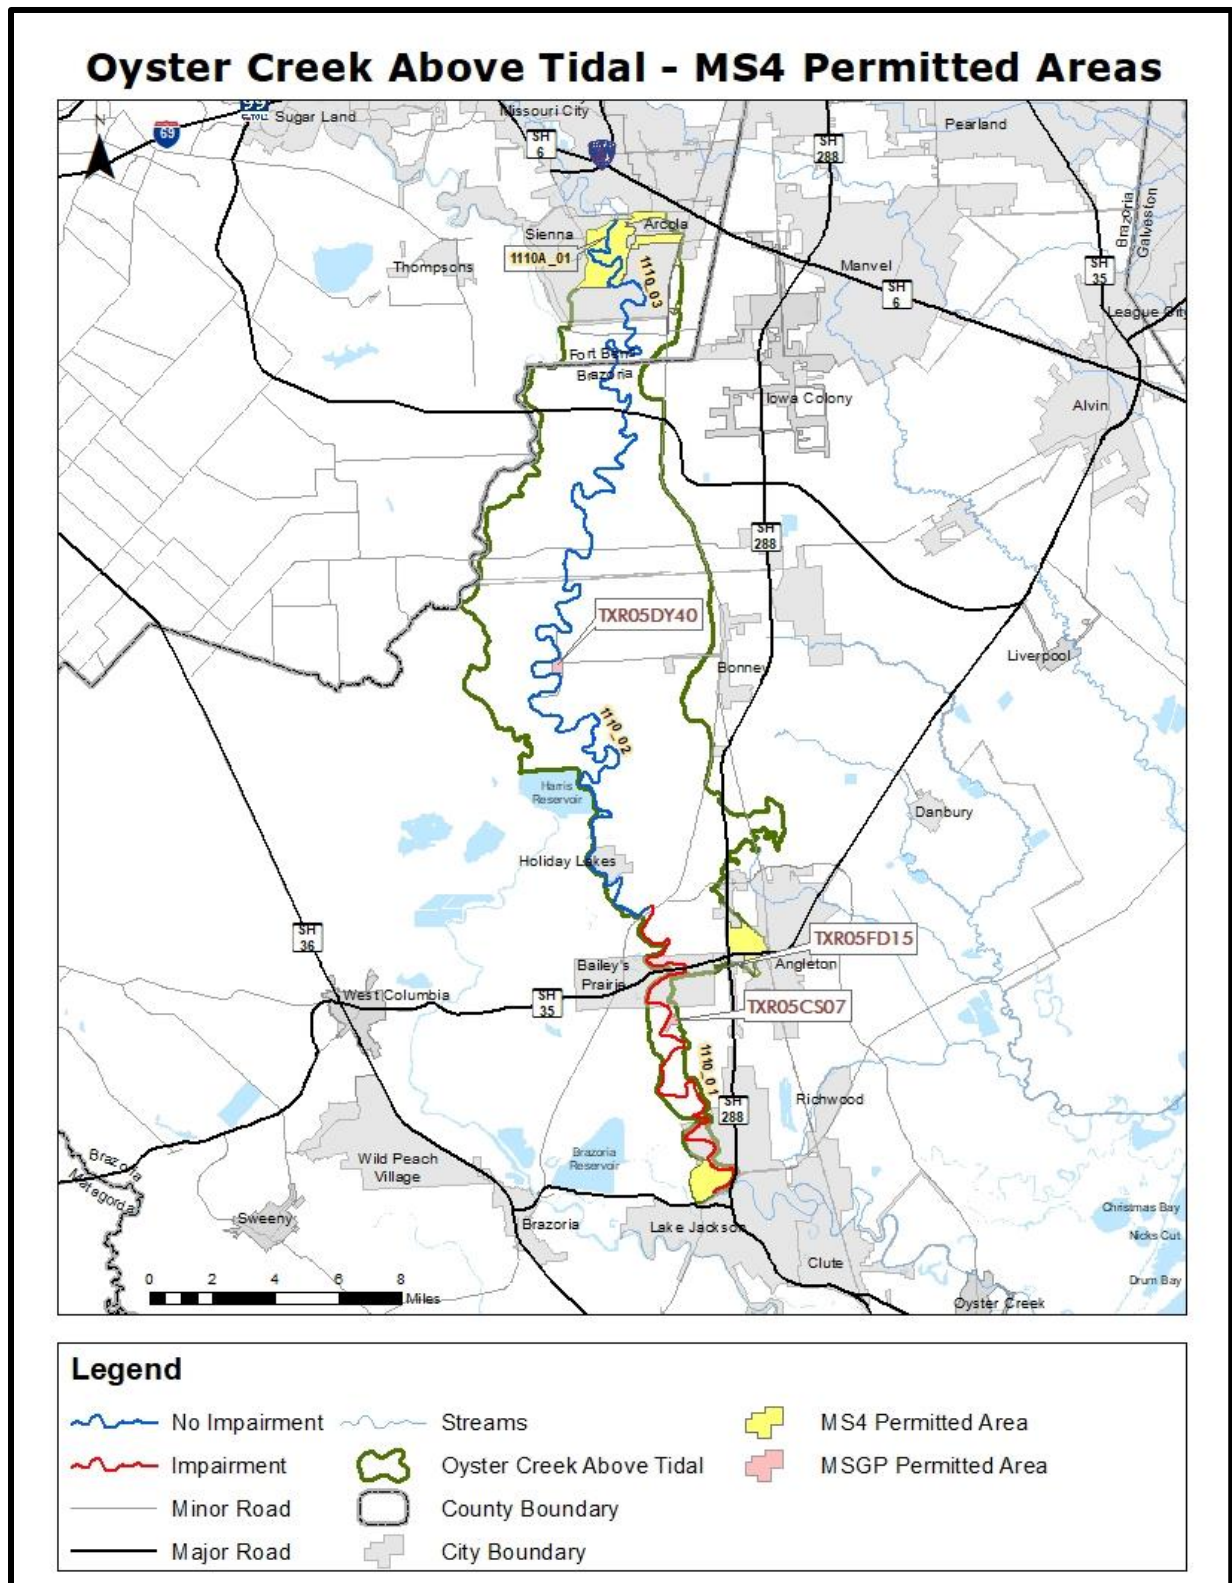 Oyster Creek Above Tidal - MS4 Permitted Areas
99
Sugar Land
Missouri City
N
69
SH
6
SH
288
Pearland
Brazoria
Galveston
Sienna
Arcola
1110A_01
1110_03
Thompsons
Manvel
SH
6
SH
35
League City
Fort Bend
Brazoria
Iowa Colony
Alvin
SH
288
TXR05DY40
Bonney
Liverpool
1110_02
Harris
Reservoir
Danbury
Holiday Lakes
SH
36
TXR05FD15
Bailey's
Prairie
Angleton
West Columbia
SH
35
TXR05CS07
1110_01
SH
288
Richwood
Brazoria
Matagorda
Wild Peach
Village
Brazoria
Reservoir
Sweeny
Brazoria
Lake Jackson
Christmas Bay
Nicks Cut
Clute
Drum Bay
Oyster Creek
0 2 4 6 8
Miles
Legend
No Impairment
Streams
MS4 Permitted Area
Impairment
Oyster Creek Above Tidal
MSGP Permitted Area
Minor Road
County Boundary
Major Road
City Boundary